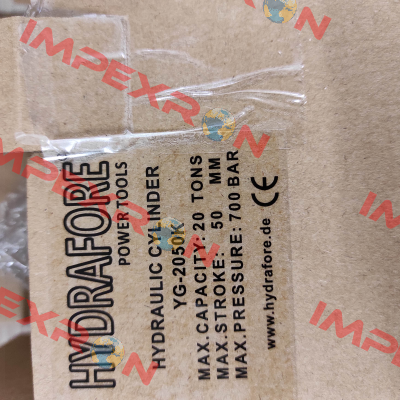 HYDRAFORE
POWER TOOLS
HYDRAULIC CYLINDER
YG-2050K
MAX.CAPACITY: 20 TONS
MAX.STROKE: 50 MM
MAX.PRESSURE: 700 BAR
www.hydrafore.de CE
IMPEXRON
IMPEXRON
IMPEXRON